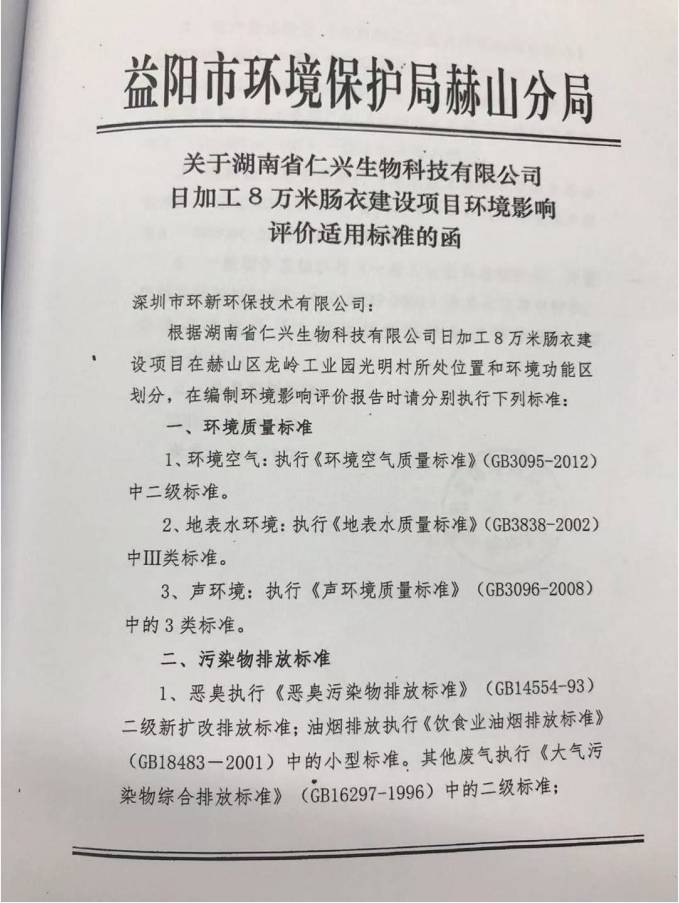 益阳市环境保护局赫山分局
关于湖南省仁兴生物科技有限公司
日加工8万米肠衣建设项目环境影响
评价适用标准的函
深圳市环新环保技术有限公司：
根据湖南省仁兴生物科技有限公司日加工8万米肠衣建
设项目在赫山区龙岭工业园光明村所处位置和环境功能区
划分，在编制环境影响评价报告时请分别执行下列标准：
一、环境质量标准
1、环境空气：执行《环境空气质量标准》（GB3095-2012）
中二级标准。
2、地表水环境：执行《地表水质量标准》（GB3838-2002）
中Ⅲ类标准。
3、声环境：执行《声环境质量标准》（GB3096-2008）
中的3类标准。
二、污染物排放标准
1、恶臭执行《恶臭污染物排放标准》（GB14554-93）
二级新扩改排放标准；油烟排放执行《饮食业油烟排放标准》
（GB18483—2001）中的小型标准。其他废气执行《大气污
染物综合排放标准》（GB16297-1996）中的二级标准；